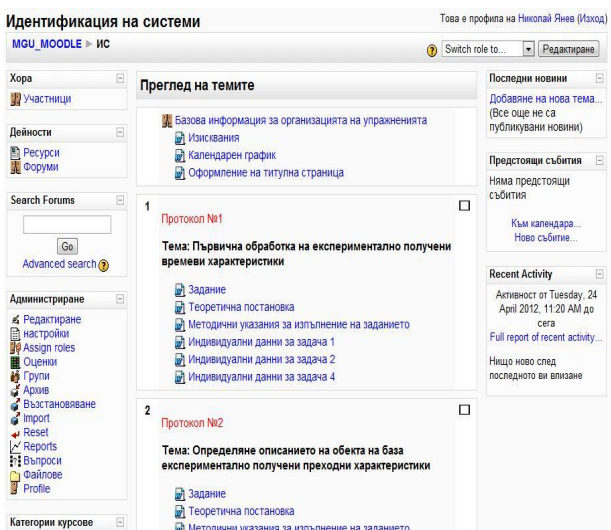 Идентификация на системи
Това е профила на Николай Янев (Изход)
MGU_MOODLE ► ИС
Switch role to...
Редактиране
Хора
Участници
Дейности
Ресурси
Форуми
Search Forums
Go
Advanced search
Администриране
Редактиране
настройки
Assign roles
Оценки
Групи
Архив
Възстановяване
Import
Reset
Reports
Въпроси
Файлове
Profile
Категории курсове
Преглед на темите
Базова информация за организацията на упражненията
Изисквания
Календарен график
Оформление на титулна страница
1
Протокол №1
Тема: Първична обработка на експериментално получени
времеви характеристики
Задание
Теоретична постановка
Методични указания за изпълнение на заданието
Индивидуални данни за задача 1
Индивидуални данни за задача 2
Индивидуални данни за задача 4
2
Протокол №2
Тема: Определяне описанието на обекта на база
експериментално получени преходни характеристики
Задание
Теоретична постановка
Методични указания за изпълнение на заданието
Последни новини
Добавяне на нова тема...
(Все още не са
публикувани новини)
Предстоящи събития
Няма предстоящи
събития
Към календара...
Ново събитие...
Recent Activity
Активност от Tuesday, 24
April 2012, 11:20 AM до
сега
Full report of recent activity...
Нищо ново след
последното ви влизане